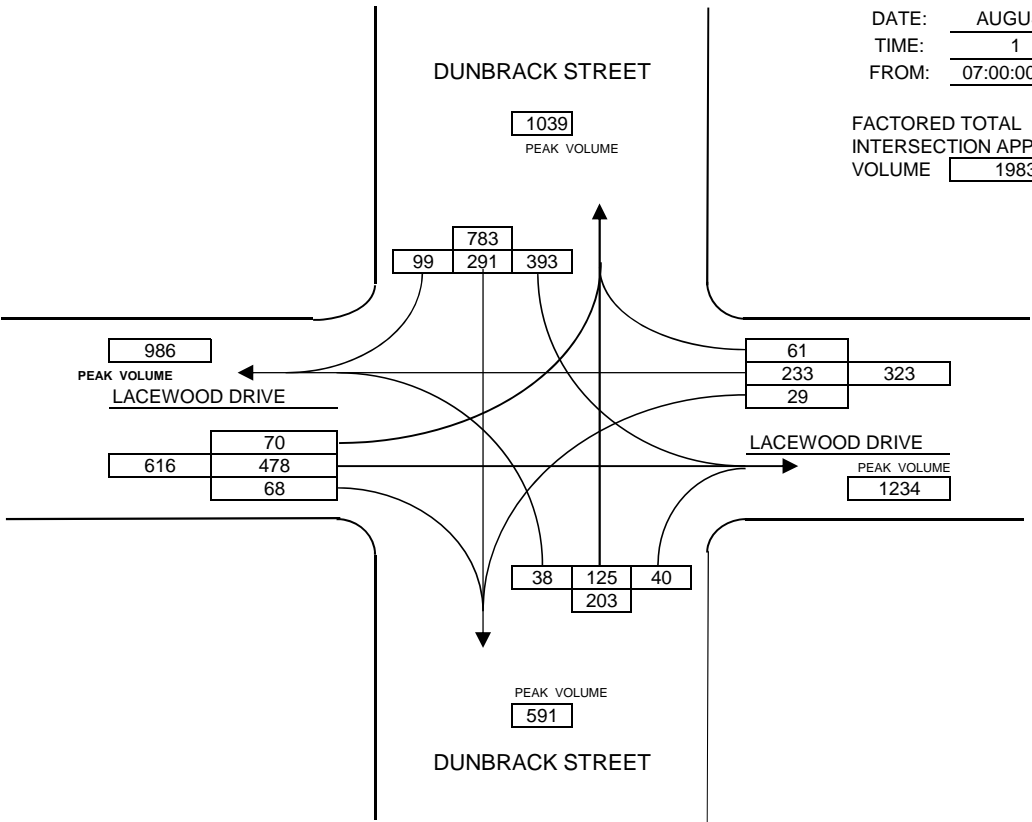 DATE: AUGU
TIME: 1
FROM: 07:00:00
DUNBRACK STREET
1039
PEAK VOLUME
FACTORED TOTAL
INTERSECTION APP
VOLUME 1983
783
99 291 393
986
PEAK VOLUME
LACEWOOD DRIVE
61
233 323
29
70
616 478
68
LACEWOOD DRIVE
PEAK VOLUME
1234
38 125 40
203
PEAK VOLUME
591
DUNBRACK STREET